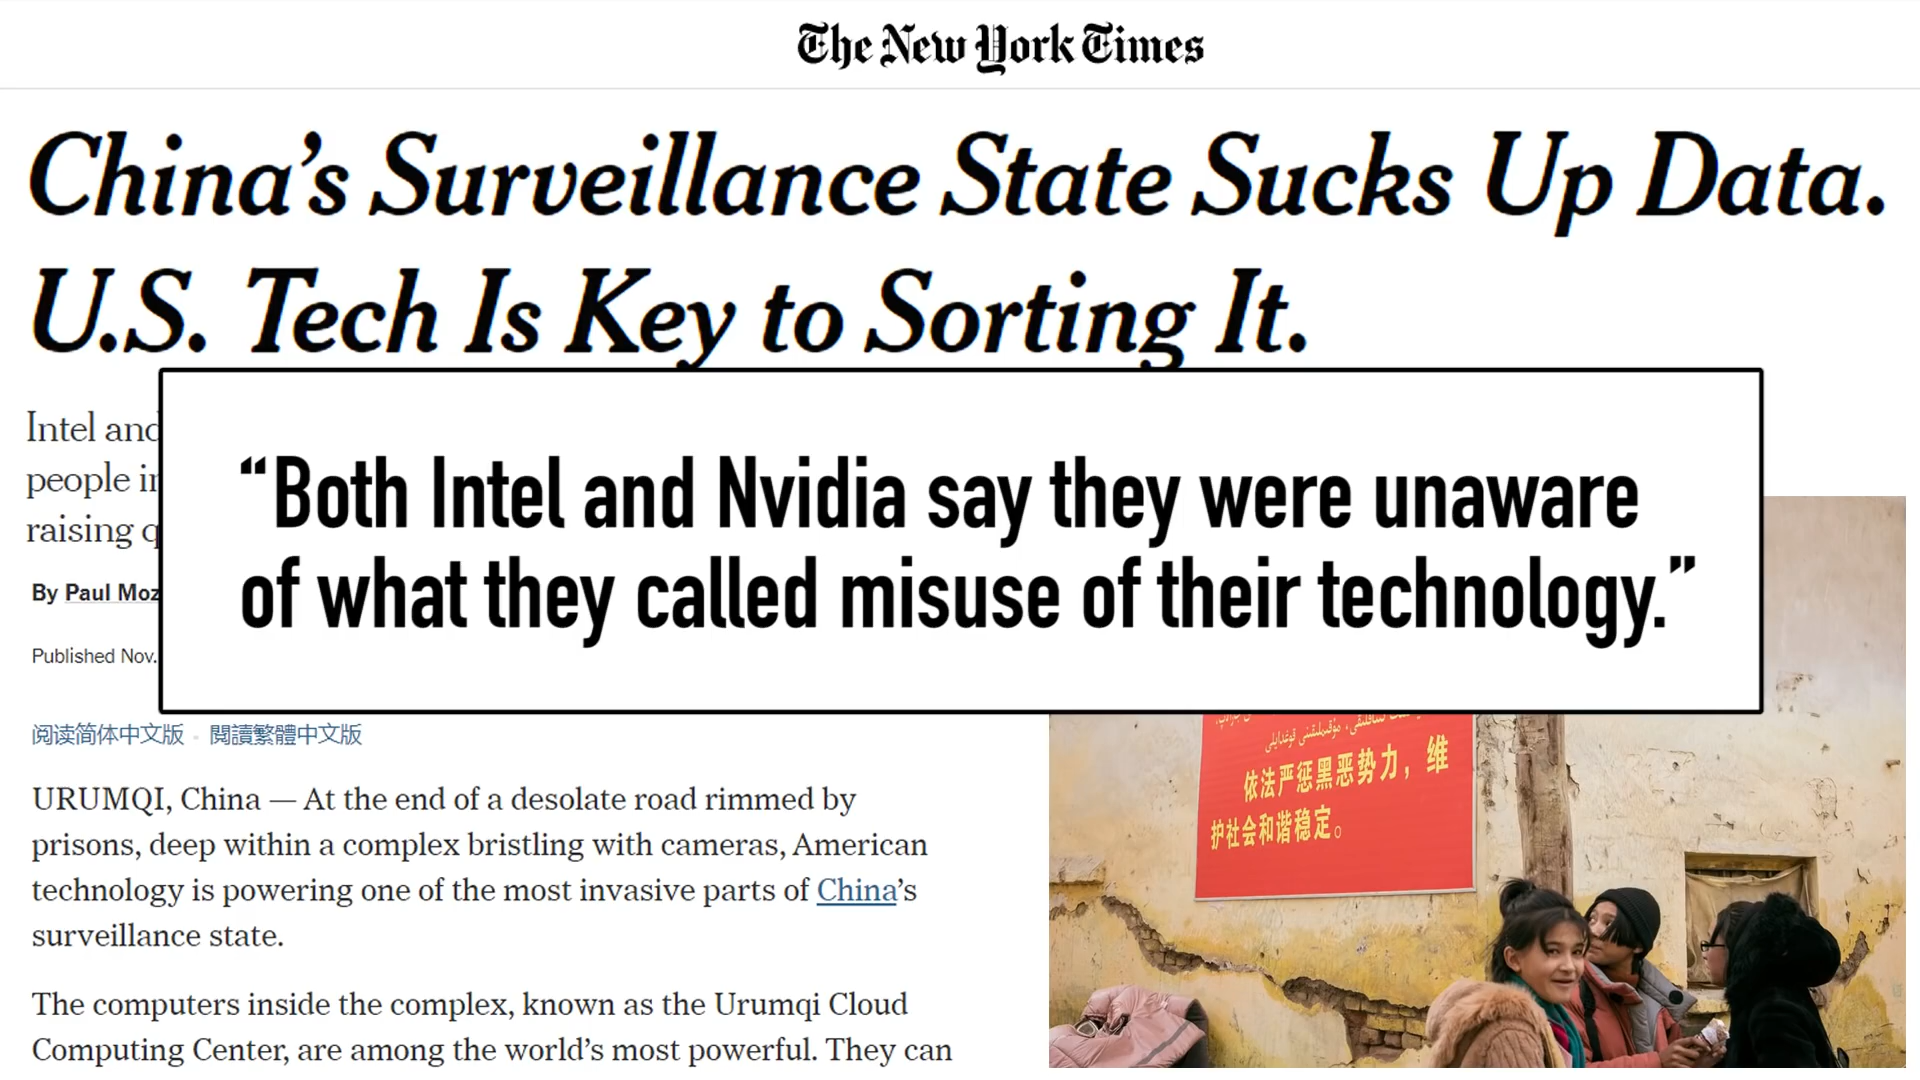 The New York Times
China’s Surveillance State Sucks Up Data.
U.S. Tech Is Key to Sorting It.
Intel and
people in
raising q
“Both Intel and Nvidia say they were unaware
of what they called misuse of their technology.”
By Paul Moz
Published Nov.
阅读简体中文版 • 閱讀繁體中文版
URUMQI, China — At the end of a desolate road rimmed by
prisons, deep within a complex bristling with cameras, American
technology is powering one of the most invasive parts of China’s
surveillance state.
The computers inside the complex, known as the Urumqi Cloud
Computing Center, are among the world’s most powerful. They can
依法严惩黑恶势力，维
护社会和谐稳定。